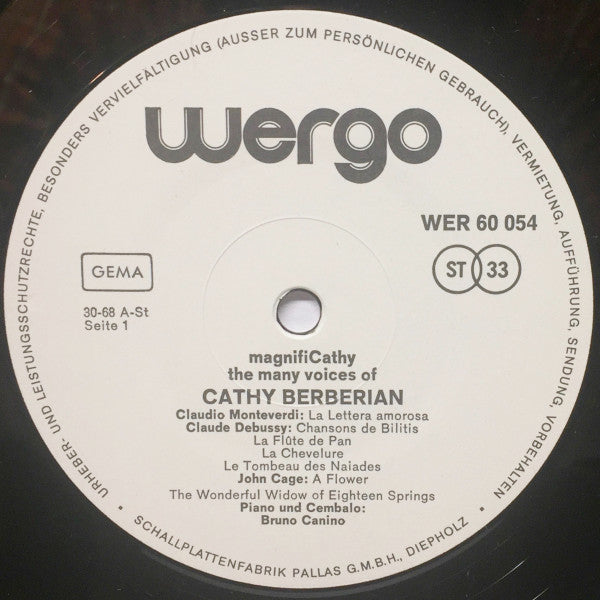 URHEBER- UND LEISTUNGSSCHUTZRECHTE, BESONDERS VERVIELFÄLTIGUNG (AUSSER ZUM PERSÖNLICHEN GEBRAUCH), VERMIETUNG, AUFFÜHRUNG, SENDUNG, VORBEHALTEN
wergo
WER 60 054
GEMA
ST 33
30-68 A-St
Seite 1
magnifiCathy
the many voices of
CATHY BERBERIAN
Claudio Monteverdi: La Lettera amorosa
Claude Debussy: Chansons de Bilitis
La Flûte de Pan
La Chevelure
Le Tombeau des Naiades
John Cage: A Flower
The Wonderful Widow of Eighteen Springs
Piano und Cembalo:
Bruno Canino
• SCHALLPLATTENFABRIK PALLAS G.M.B.H., DIEPHOLZ •